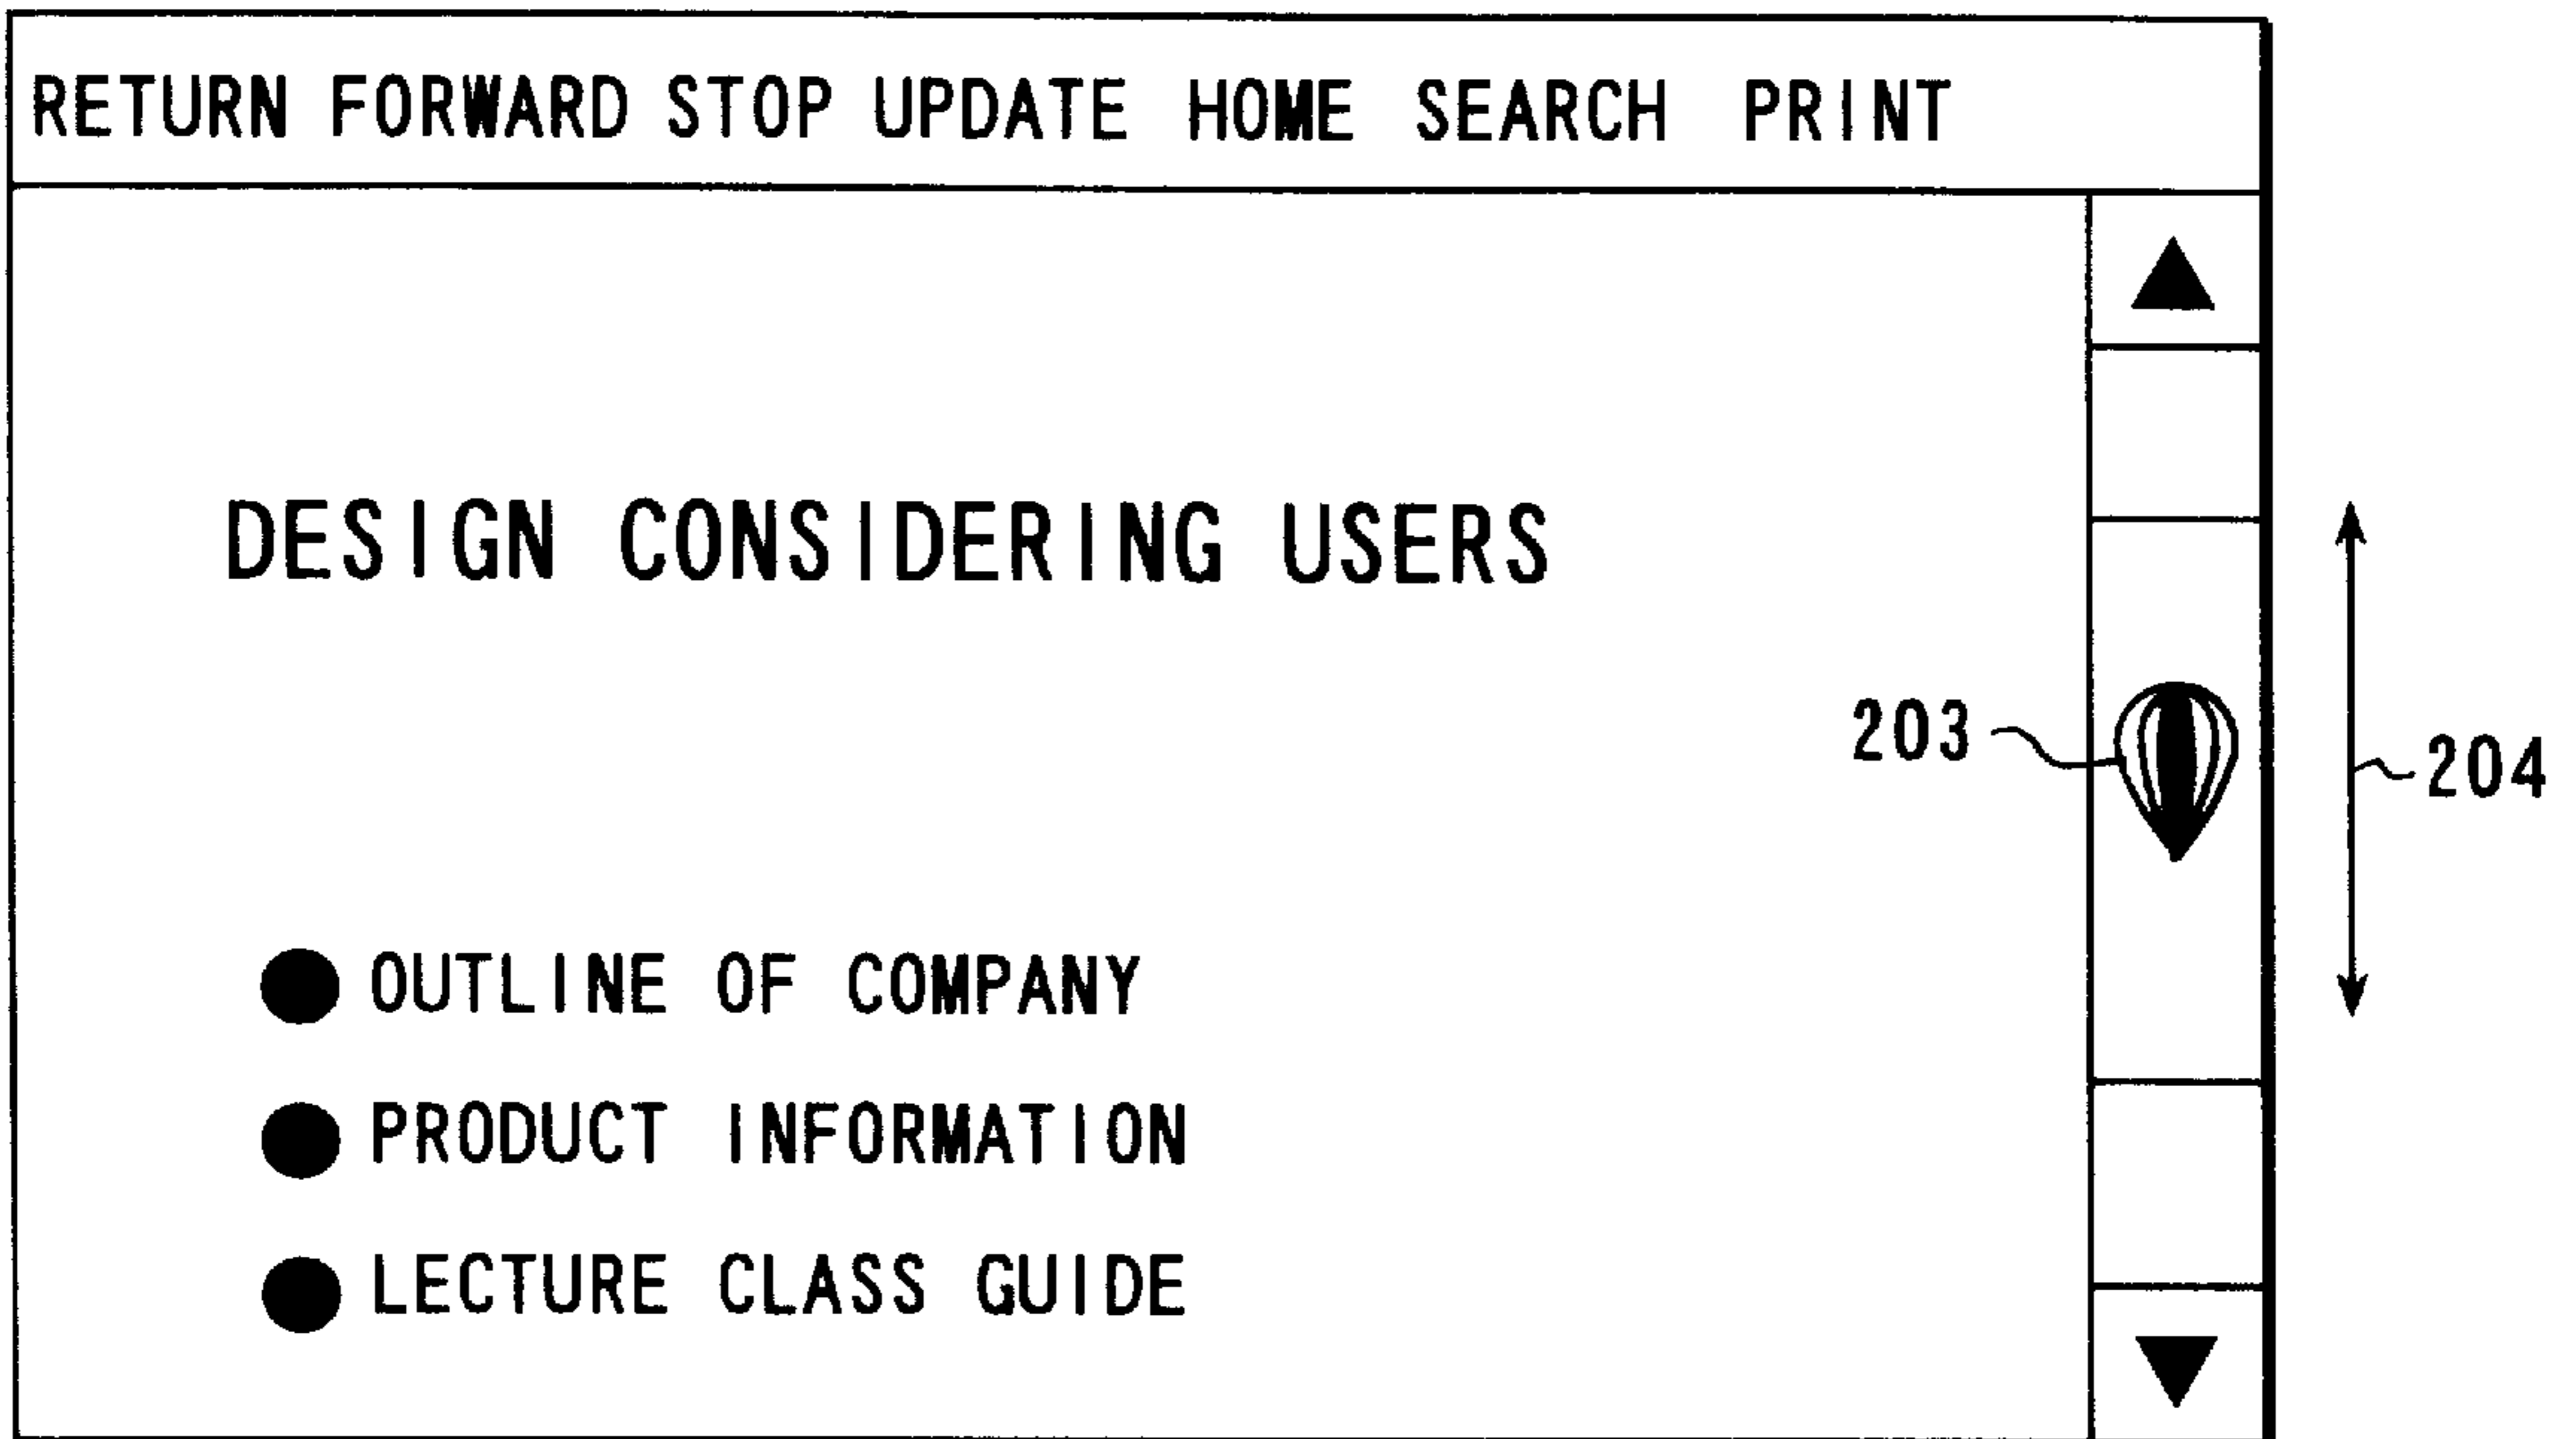 RETURN FORWARD STOP UPDATE HOME SEARCH PRINT
DESIGN CONSIDERING USERS
203
204
OUTLINE OF COMPANY
PRODUCT INFORMATION
LECTURE CLASS GUIDE